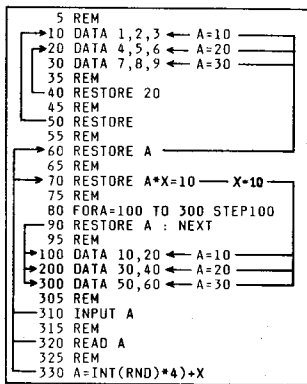 5 REM
10 DATA 1,2,3 ← A=10
20 DATA 4,5,6 ← A=20
30 DATA 7,8,9 ← A=30
35 REM
40 RESTORE 20
45 REM
50 RESTORE
55 REM
60 RESTORE A
65 REM
70 RESTORE A*X=10 — X=10
75 REM
80 FORA=100 TO 300 STEP100
90 RESTORE A : NEXT
95 REM
100 DATA 10,20 ← A=10
200 DATA 30,40 ← A=20
300 DATA 50,60 ← A=30
305 REM
310 INPUT A
315 REM
320 READ A
325 REM
330 A=INT(RND)*4)+X